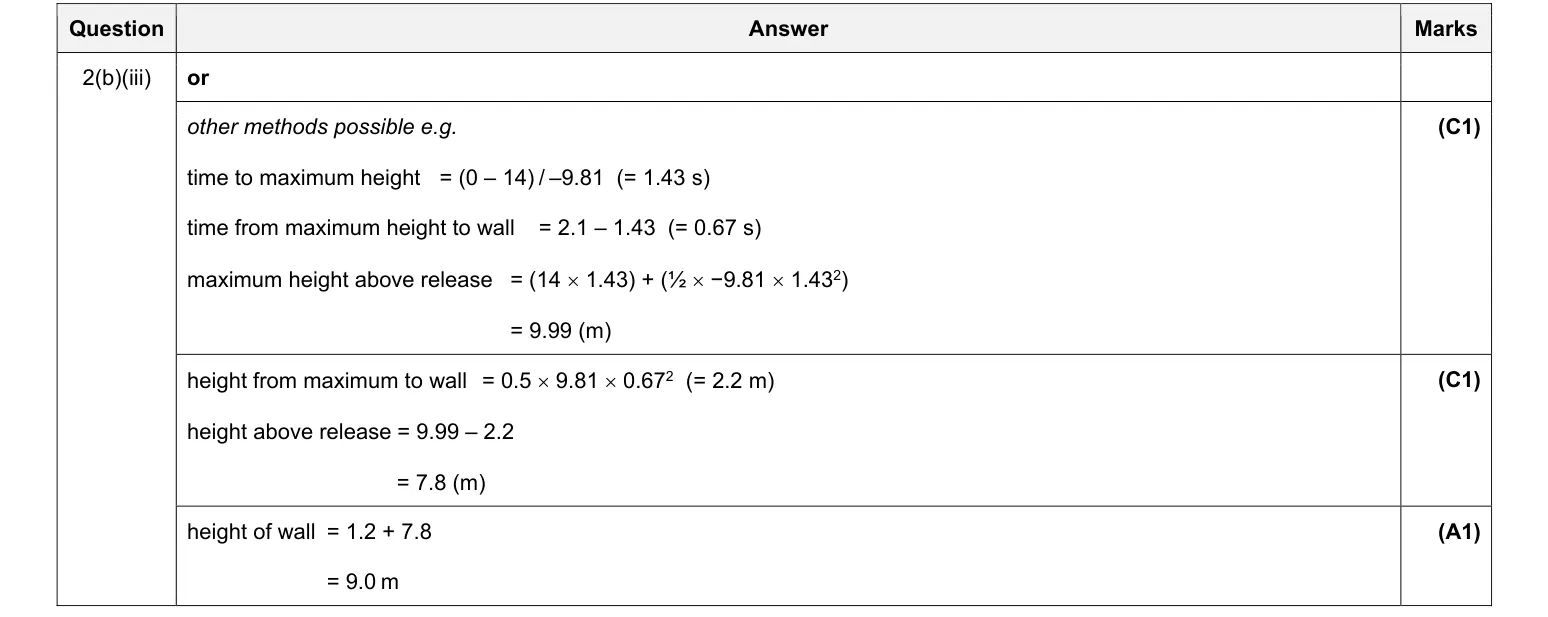 Question Answer Marks
2(b)(iii) or
other methods possible e.g. (C1)
time to maximum height = (0 – 14) / –9.81 (= 1.43 s)
time from maximum height to wall = 2.1 – 1.43 (= 0.67 s)
maximum height above release = (14 × 1.43) + (½ × −9.81 × 1.43²)
= 9.99 (m)
height from maximum to wall = 0.5 × 9.81 × 0.67² (= 2.2 m) (C1)
height above release = 9.99 – 2.2
= 7.8 (m)
height of wall = 1.2 + 7.8 (A1)
= 9.0 m